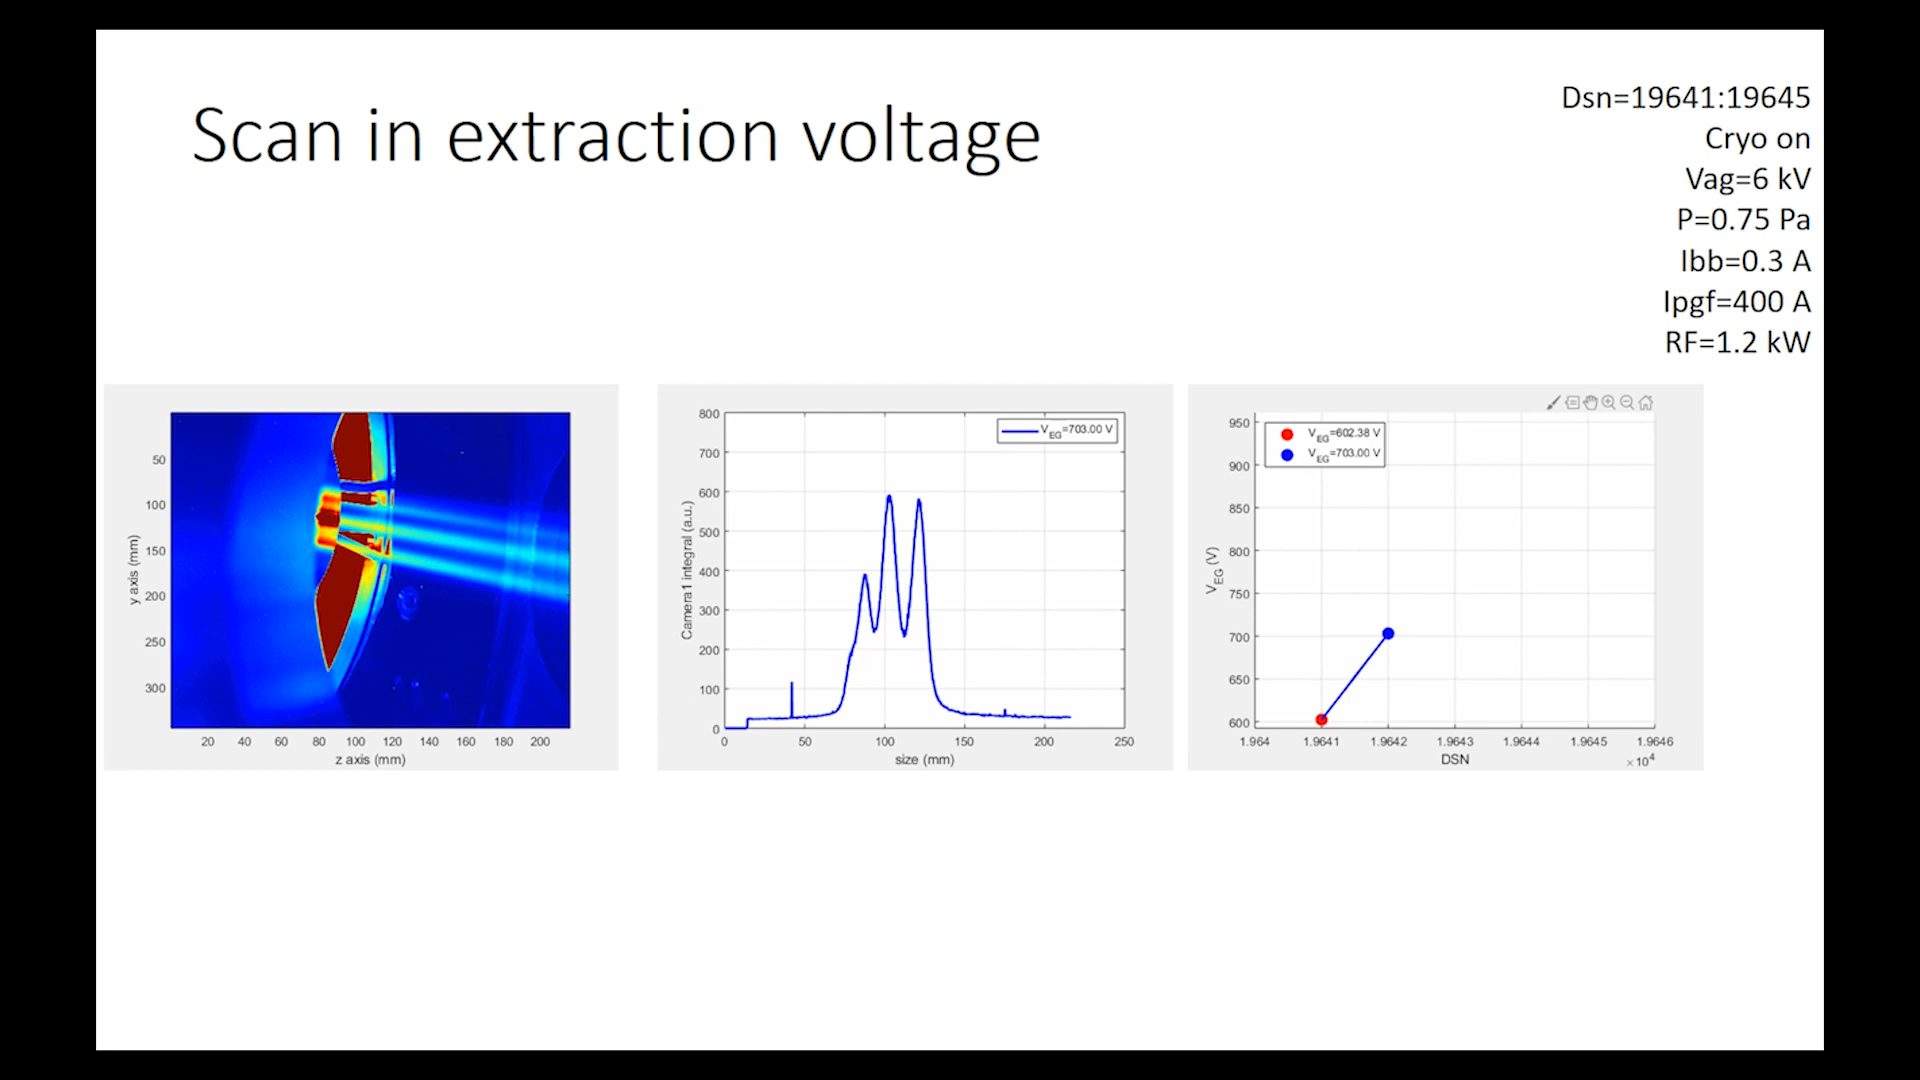 Scan in extraction voltage
Dsn=19641:19645
Cryo on
Vag=6 kV
P=0.75 Pa
Ibb=0.3 A
Ipgf=400 A
RF=1.2 kW
50
100
150
200
250
300
y axis (mm)
20 40 60 80 100 120 140 160 180 200
z axis (mm)
800
700
600
500
400
300
200
100
0
Camera 1 integral (a.u.)
V_EG=703.00 V
0 50 100 150 200 250
size (mm)
950
900
850
800
750
700
650
600
V_EG (V)
V_EG=602.38 V
V_EG=703.00 V
1.964 1.9641 1.9642 1.9643 1.9644 1.9645 1.9646
DSN
×10^4